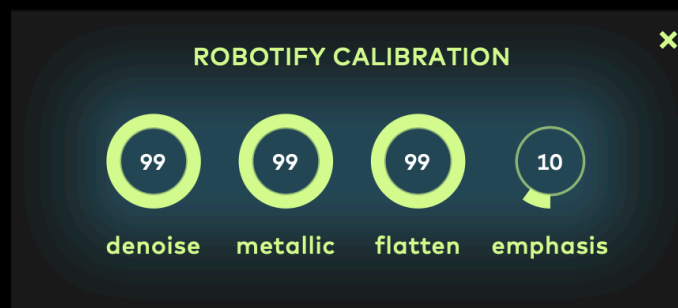 ROBOTIFY CALIBRATION
99 99 99 10
denoise metallic flatten emphasis